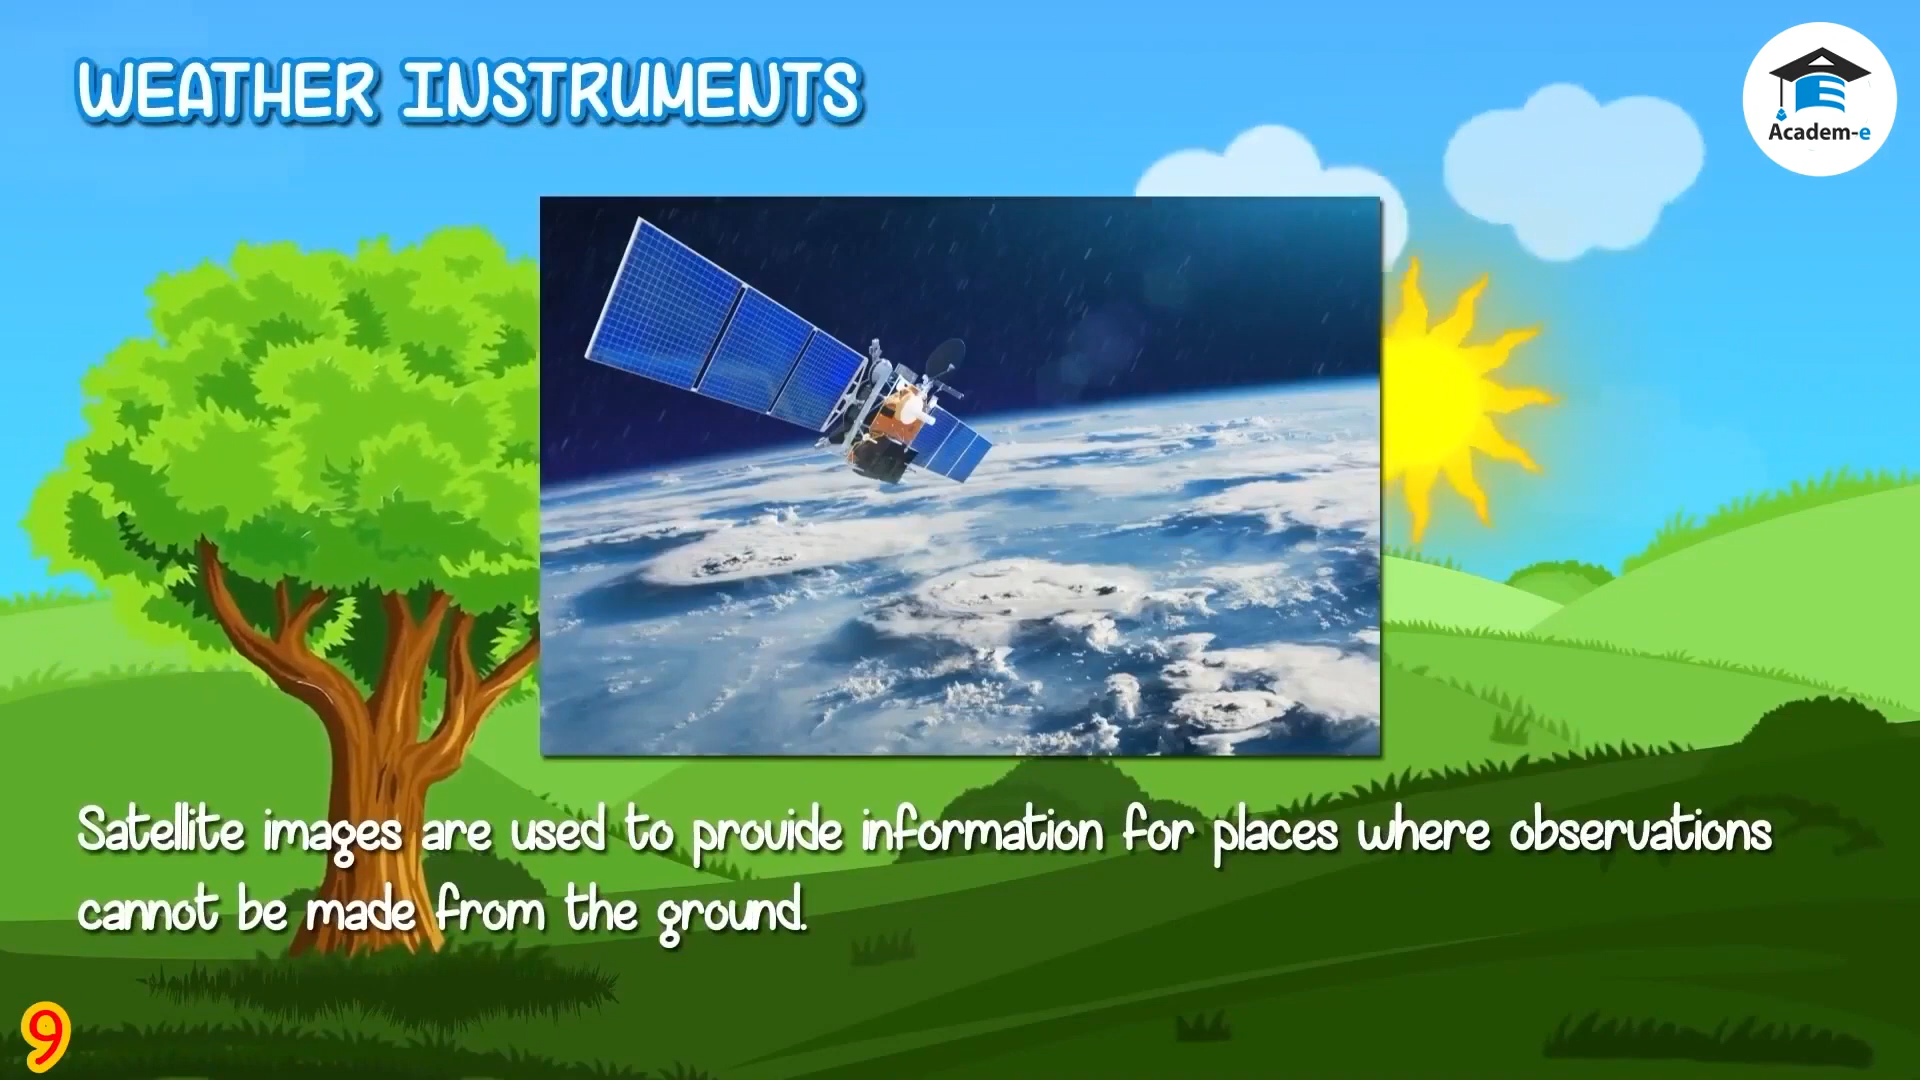 WEATHER INSTRUMENTS
Academ-e
Satellite images are used to provide information for places where observations
cannot be made from the ground.
9